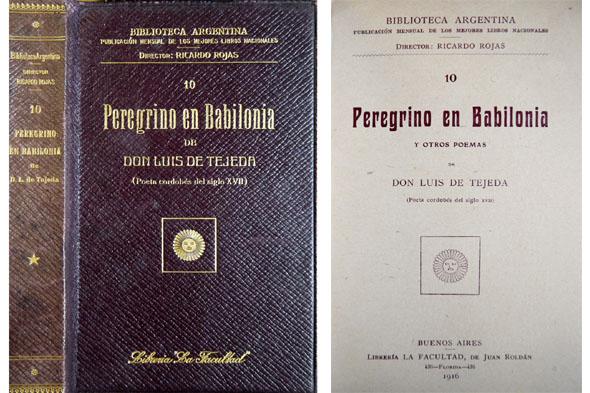 Biblioteca Argentina
DIRECTOR
RICARDO ROJAS
10
PEREGRINO
EN BABILONIA
de
D. L. de Tejeda
BIBLIOTECA ARGENTINA
PUBLICACIÓN MENSUAL DE LOS MEJORES LIBROS NACIONALES
DIRECTOR: RICARDO ROJAS
10
Peregrino en Babilonia
DE
DON LUIS DE TEJEDA
(Poeta cordobés del siglo XVII)
Librería "La Facultad"
BIBLIOTECA ARGENTINA
PUBLICACIÓN MENSUAL DE LOS MEJORES LIBROS NACIONALES
DIRECTOR: RICARDO ROJAS
10
Peregrino en Babilonia
Y OTROS POEMAS
DE
DON LUIS DE TEJEDA
(Poeta cordobés del siglo XVII)
BUENOS AIRES
LIBRERÍA LA FACULTAD, DE JUAN ROLDÁN
436—FLORIDA—436
1916